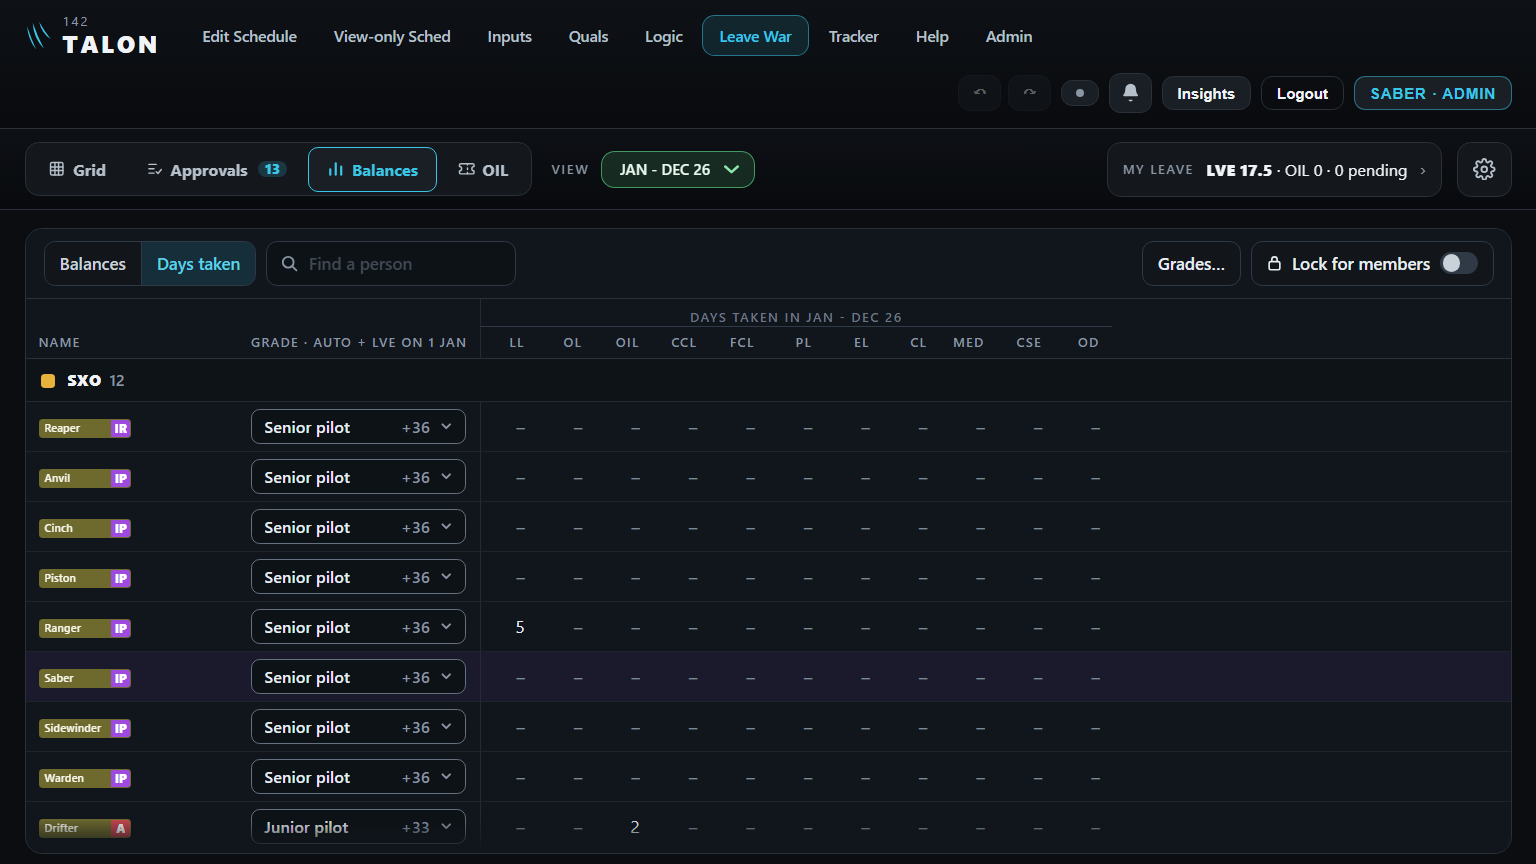 142
TALON
Edit Schedule View-only Sched Inputs Quals Logic Leave War Tracker Help Admin
Insights Logout SABER · ADMIN
Grid Approvals 13 Balances OIL VIEW JAN - DEC 26 MY LEAVE LVE 17.5 · OIL 0 · 0 pending ›
Balances Days taken Find a person Grades... Lock for members
DAYS TAKEN IN JAN - DEC 26
NAME GRADE · AUTO + LVE ON 1 JAN LL OL OIL CCL FCL PL EL CL MED CSE OD
SXO 12
Reaper IR Senior pilot +36 – – – – – – – – – – –
Anvil IP Senior pilot +36 – – – – – – – – – – –
Cinch IP Senior pilot +36 – – – – – – – – – – –
Piston IP Senior pilot +36 – – – – – – – – – – –
Ranger IP Senior pilot +36 5 – – – – – – – – – –
Saber IP Senior pilot +36 – – – – – – – – – – –
Sidewinder IP Senior pilot +36 – – – – – – – – – – –
Warden IP Senior pilot +36 – – – – – – – – – – –
Drifter A Junior pilot +33 – – 2 – – – – – – – –